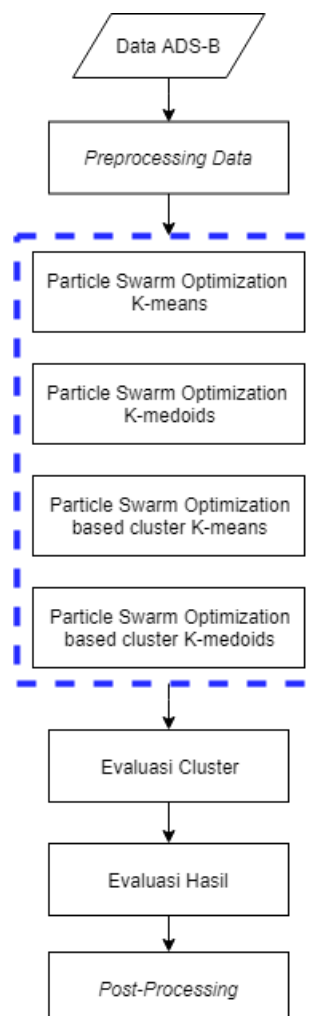 Data ADS-B
Preprocessing Data
Particle Swarm Optimization
K-means
Particle Swarm Optimization
K-medoids
Particle Swarm Optimization
based cluster K-means
Particle Swarm Optimization
based cluster K-medoids
Evaluasi Cluster
Evaluasi Hasil
Post-Processing